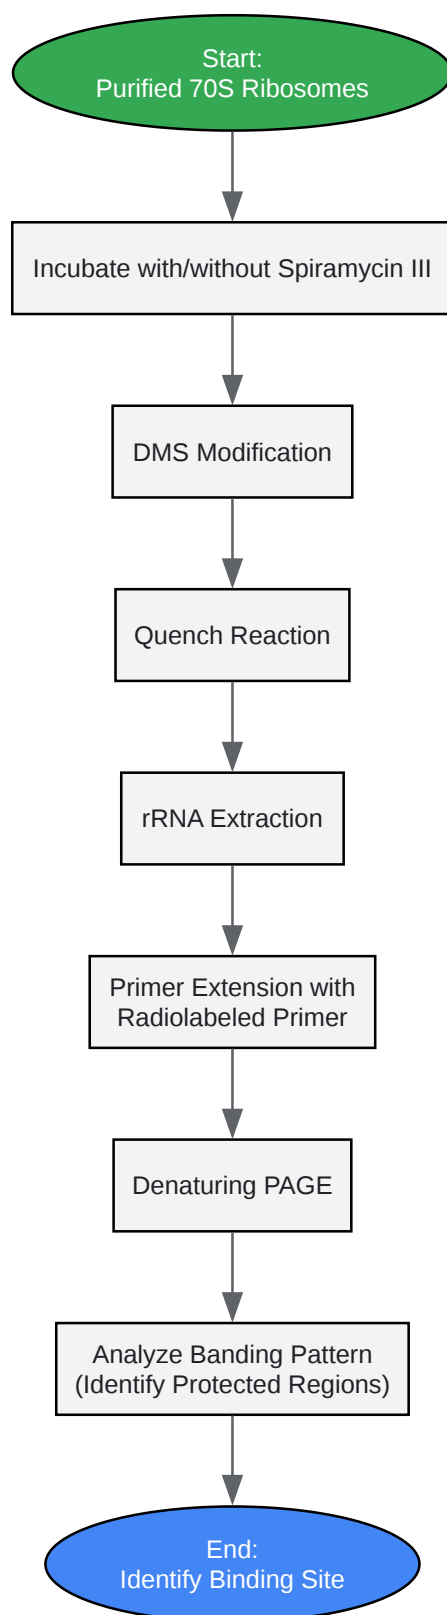 Start:
Purified 70S Ribosomes
Incubate with/without Spiramycin III
DMS Modification
Quench Reaction
rRNA Extraction
Primer Extension with
Radiolabeled Primer
Denaturing PAGE
Analyze Banding Pattern
(Identify Protected Regions)
End:
Identify Binding Site